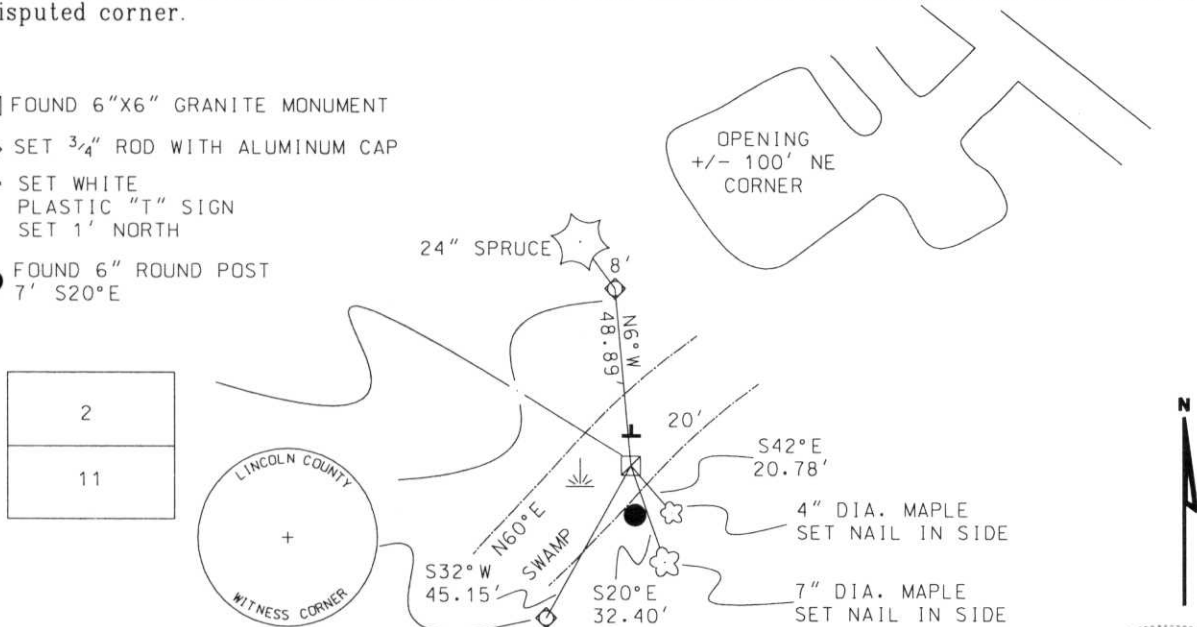 isputed corner.
FOUND 6"X6" GRANITE MONUMENT
SET 3/4" ROD WITH ALUMINUM CAP
SET WHITE
PLASTIC "T" SIGN
SET 1' NORTH
FOUND 6" ROUND POST
7' S20°E
OPENING
+/- 100' NE
CORNER
24" SPRUCE
8'
N6°W
48.89'
20'
2
11
LINCOLN COUNTY
WITNESS CORNER
N60°E
SWAMP
S42°E
20.78'
4" DIA. MAPLE
SET NAIL IN SIDE
S32°W
45.15'
S20°E
32.40'
7" DIA. MAPLE
SET NAIL IN SIDE
N